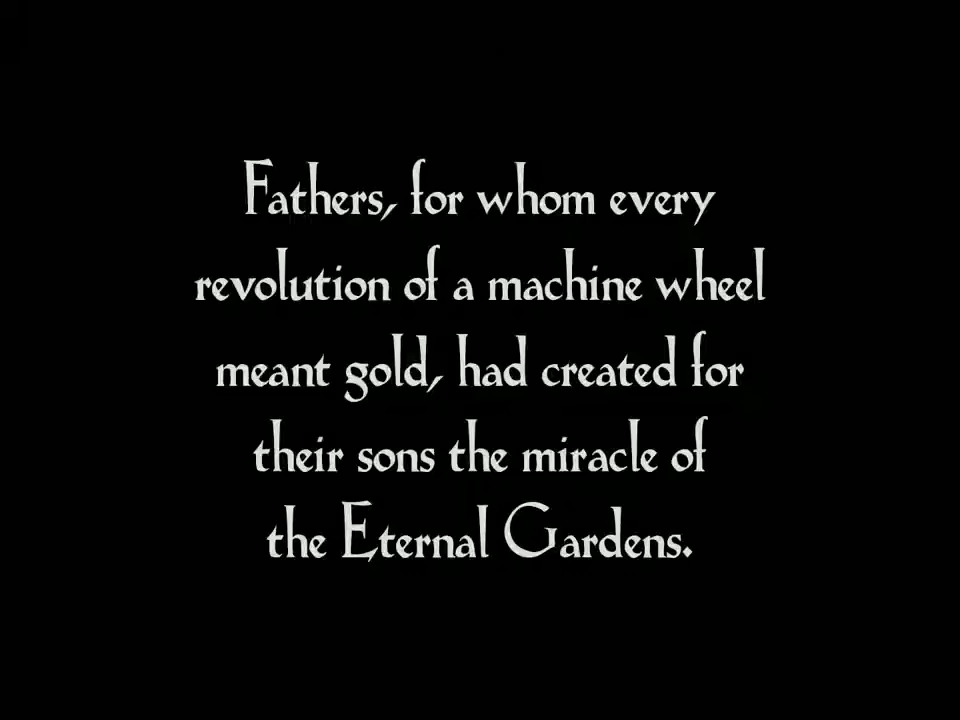 Fathers, for whom every
revolution of a machine wheel
meant gold, had created for
their sons the miracle of
the Eternal Gardens.